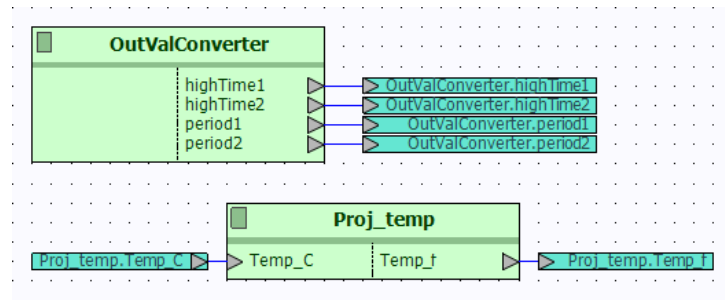 OutValConverter
highTime1 OutValConverter.highTime1
highTime2 OutValConverter.highTime2
period1 OutValConverter.period1
period2 OutValConverter.period2
Proj_temp
Proj_temp.Temp_C Temp_C Temp_f Proj_temp.Temp_f